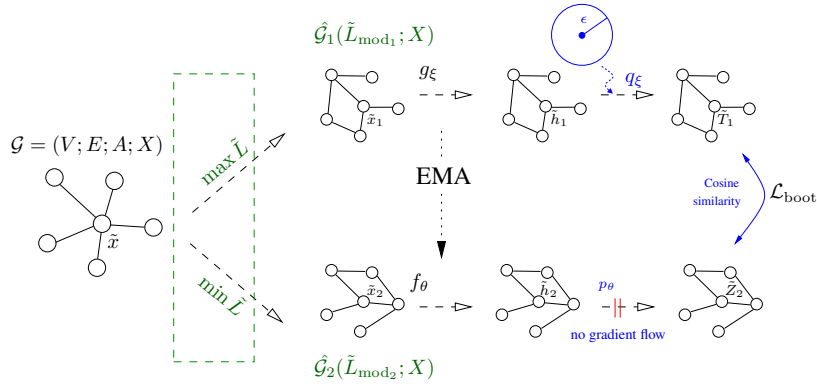 𝒢̂₁(L̃_mod₁; X)
ϵ
g_ξ
q_ξ
x̃₁
h̃₁
T̃₁
𝒢 = (V; E; A; X)
max L̃
x̃
EMA
Cosine
similarity
ℒ_boot
min L̃
f_θ
p_θ
x̃₂
h̃₂
Z̃₂
no gradient flow
𝒢̂₂(L̃_mod₂; X)